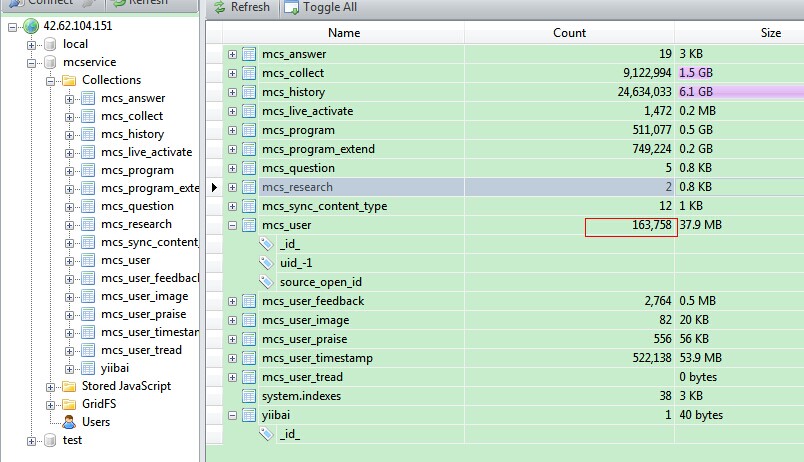 Connect Refresh
42.62.104.151
local
mcservice
Collections
mcs_answer
mcs_collect
mcs_history
mcs_live_activate
mcs_program
mcs_program_exte
mcs_question
mcs_research
mcs_sync_content_
mcs_user
mcs_user_feedbacl
mcs_user_image
mcs_user_praise
mcs_user_timestan
mcs_user_tread
yiibai
Stored JavaScript
GridFS
Users
test
Refresh Toggle All
Name Count Size
mcs_answer 19 3 KB
mcs_collect 9,122,994 1.5 GB
mcs_history 24,634,033 6.1 GB
mcs_live_activate 1,472 0.2 MB
mcs_program 511,077 0.5 GB
mcs_program_extend 749,224 0.2 GB
mcs_question 5 0.8 KB
mcs_research 2 0.8 KB
mcs_sync_content_type 12 1 KB
mcs_user 163,758 37.9 MB
_id_
uid_-1
source_open_id
mcs_user_feedback 2,764 0.5 MB
mcs_user_image 82 20 KB
mcs_user_praise 556 56 KB
mcs_user_timestamp 522,138 53.9 MB
mcs_user_tread 0 bytes
system.indexes 38 3 KB
yiibai 1 40 bytes
_id_